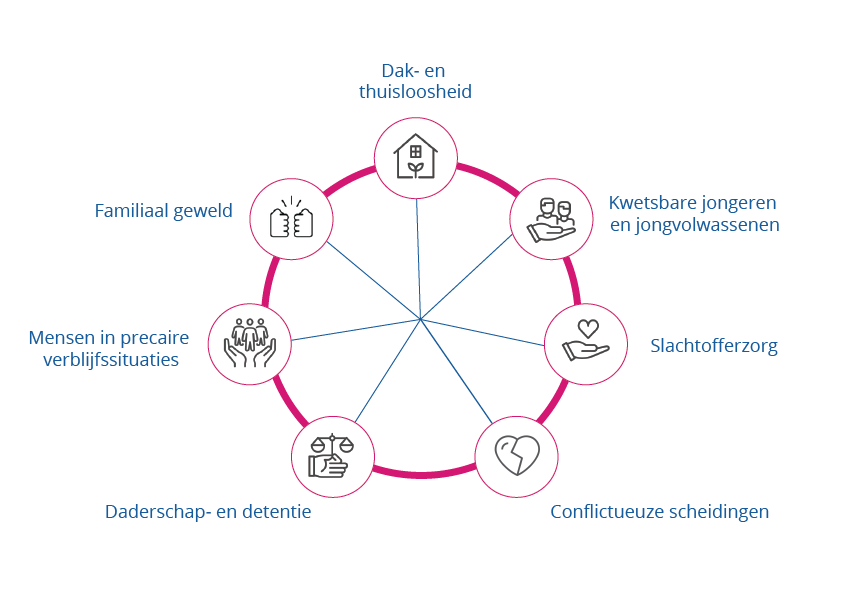 Dak- en
thuisloosheid
Kwetsbare jongeren
en jongvolwassenen
Familiaal geweld
Mensen in precaire
verblijfssituaties
Slachtofferzorg
Daderschap- en detentie
Conflictueuze scheidingen